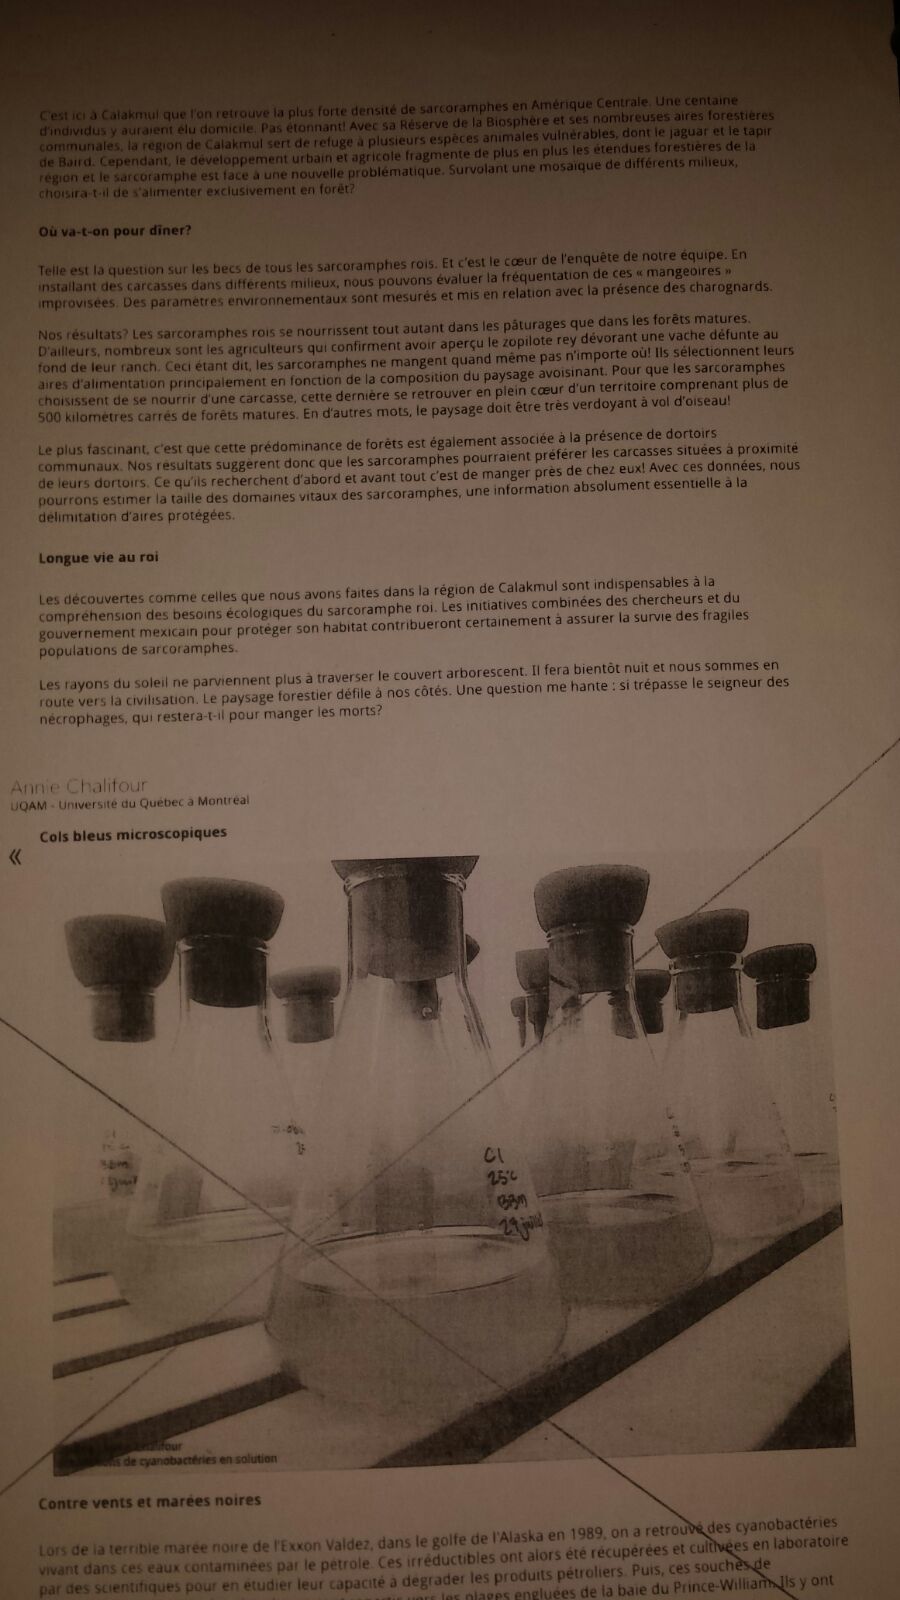 C'est ici à Calakmul que l'on retrouve la plus forte densité de sarcoramphes en Amérique Centrale. Une centaine
d'individus y auraient élu domicile. Pas étonnant! Avec sa Réserve de la Biosphère et ses nombreuses aires forestières
communales, la région de Calakmul sert de refuge à plusieurs espèces animales vulnérables, dont le jaguar et le tapir
de Baird. Cependant, le développement urbain et agricole fragmente de plus en plus les étendues forestières de la
région et le sarcoramphe est face à une nouvelle problématique. Survolant une mosaïque de différents milieux,
choisira-t-il de s'alimenter exclusivement en forêt?
Où va-t-on pour dîner?
Telle est la question sur les becs de tous les sarcoramphes rois. Et c'est le cœur de l'enquête de notre équipe. En
installant des carcasses dans différents milieux, nous pouvons évaluer la fréquentation de ces « mangeoires »
improvisées. Des paramètres environnementaux sont mesurés et mis en relation avec la présence des charognards.
Nos résultats? Les sarcoramphes rois se nourrissent tout autant dans les pâturages que dans les forêts matures.
D'ailleurs, nombreux sont les agriculteurs qui confirment avoir aperçu le zopilote rey dévorant une vache défunte au
fond de leur ranch. Ceci étant dit, les sarcoramphes ne mangent quand même pas n'importe où! Ils sélectionnent leurs
aires d'alimentation principalement en fonction de la composition du paysage avoisinant. Pour que les sarcoramphes
choisissent de se nourrir d'une carcasse, cette dernière se retrouver en plein cœur d'un territoire comprenant plus de
500 kilomètres carrés de forêts matures. En d'autres mots, le paysage doit être très verdoyant à vol d'oiseau!
Le plus fascinant, c'est que cette prédominance de forêts est également associée à la présence de dortoirs
communaux. Nos résultats suggèrent donc que les sarcoramphes pourraient préférer les carcasses situées à proximité
de leurs dortoirs. Ce qu'ils recherchent d'abord et avant tout c'est de manger près de chez eux! Avec ces données, nous
pourrons estimer la taille des domaines vitaux des sarcoramphes, une information absolument essentielle à la
délimitation d'aires protégées.
Longue vie au roi
Les découvertes comme celles que nous avons faites dans la région de Calakmul sont indispensables à la
compréhension des besoins écologiques du sarcoramphe roi. Les initiatives combinées des chercheurs et du
gouvernement mexicain pour protéger son habitat contribueront certainement à assurer la survie des fragiles
populations de sarcoramphes.
Les rayons du soleil ne parviennent plus à traverser le couvert arborescent. Il fera bientôt nuit et nous sommes en
route vers la civilisation. Le paysage forestier défile à nos côtés. Une question me hante : si trépasse le seigneur des
nécrophages, qui restera-t-il pour manger les morts?
Annie Chalifour
UQAM - Université du Québec à Montréal
Cols bleus microscopiques
«
C1
25°C
BBM
29 juin
Chalifour
de cyanobactéries en solution
Contre vents et marées noires
Lors de la terrible marée noire de l'Exxon Valdez, dans le golfe de l'Alaska en 1989, on a retrouvé des cyanobactéries
vivant dans ces eaux contaminées par le pétrole. Ces irréductibles ont alors été récupérées et cultivées en laboratoire
par des scientifiques pour en étudier leur capacité à dégrader les produits pétroliers. Puis, ces souches de
vers les plages engluées de la baie du Prince-William. Ils y ont